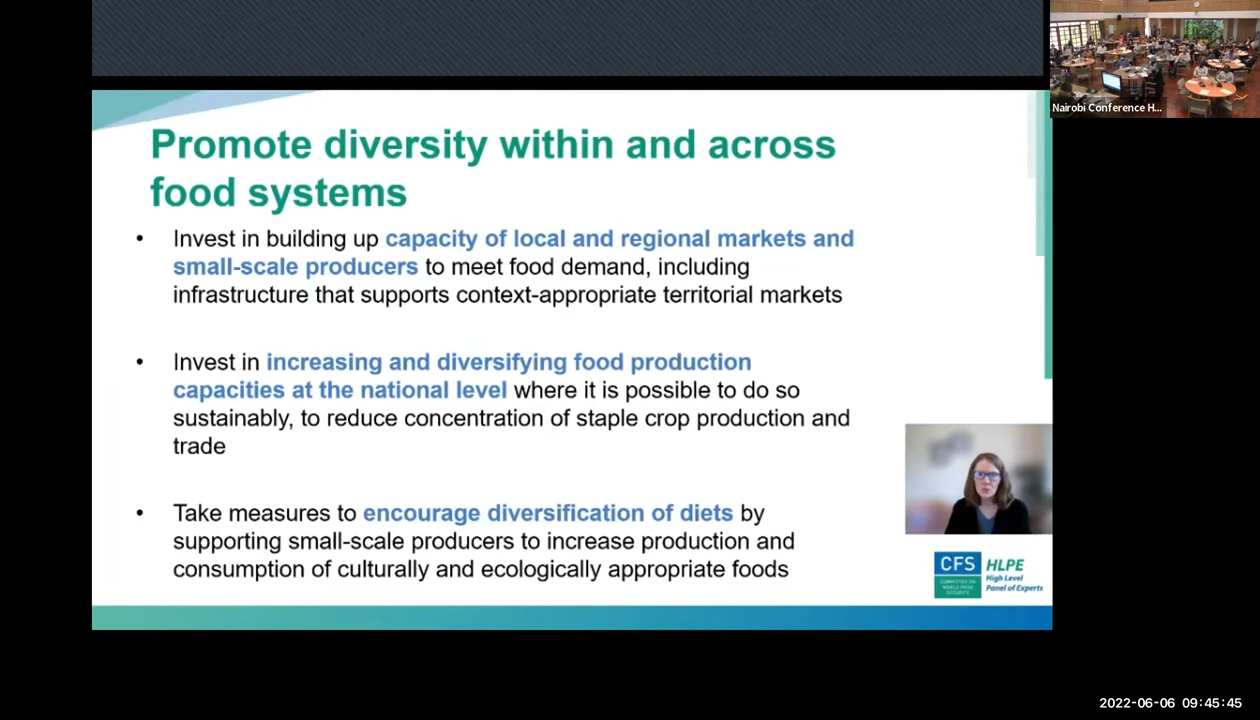 Nairobi Conference H...
Promote diversity within and across
food systems
• Invest in building up capacity of local and regional markets and
small-scale producers to meet food demand, including
infrastructure that supports context-appropriate territorial markets
• Invest in increasing and diversifying food production
capacities at the national level where it is possible to do so
sustainably, to reduce concentration of staple crop production and
trade
• Take measures to encourage diversification of diets by
supporting small-scale producers to increase production and
consumption of culturally and ecologically appropriate foods
CFS
COMMITTEE ON
WORLD FOOD
SECURITY
HLPE
High Level
Panel of Experts
2022-06-06 09:45:45